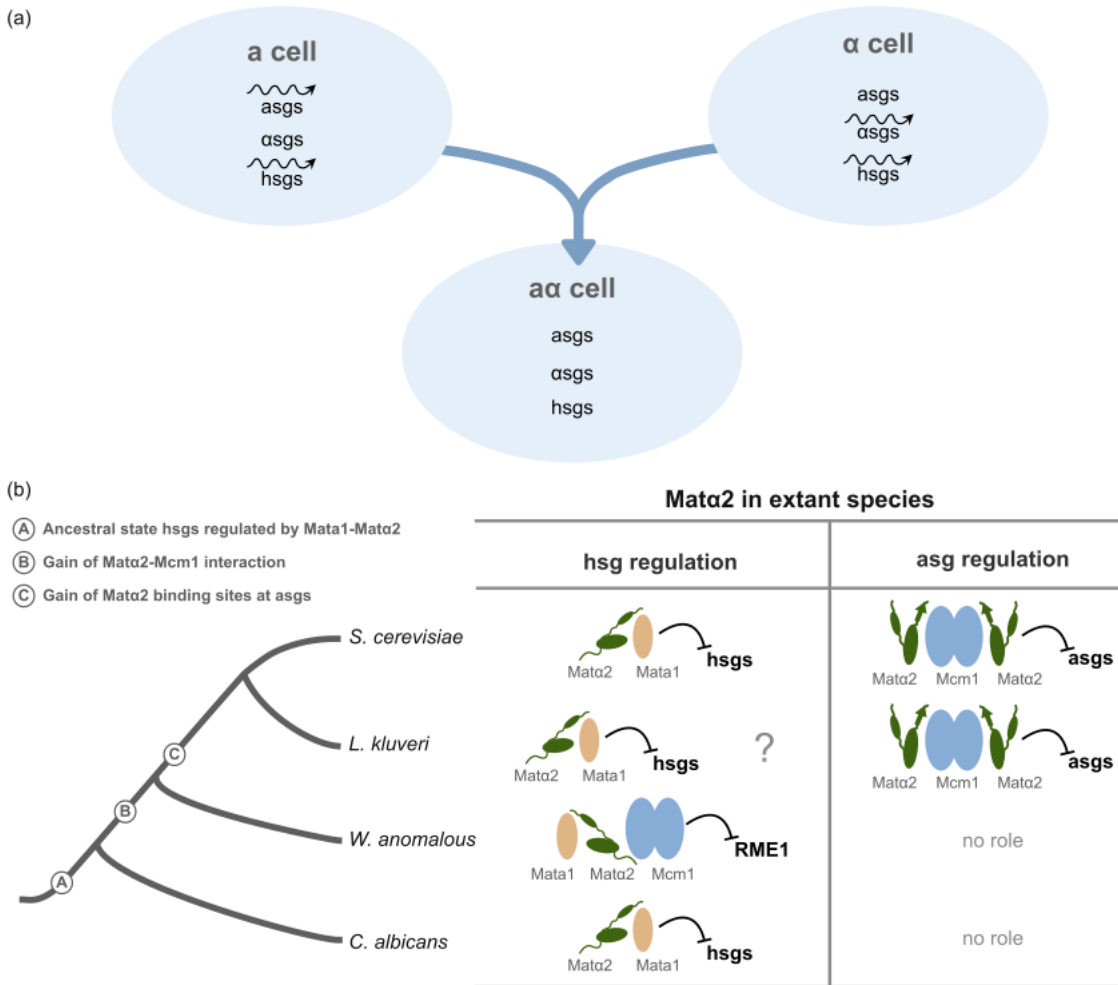 (a)
a cell
asgs
αsgs
hsgs
α cell
asgs
αsgs
hsgs
aα cell
asgs
αsgs
hsgs
(b)
A Ancestral state hsgs regulated by Mata1-Matα2
B Gain of Matα2-Mcm1 interaction
C Gain of Matα2 binding sites at asgs
Matα2 in extant species
hsg regulation
asg regulation
S. cerevisiae
hsgs
Matα2 Mata1
asgs
Matα2 Mcm1 Matα2
C
L. kluveri
hsgs
Matα2 Mata1
?
asgs
Matα2 Mcm1 Matα2
B
W. anomalous
RME1
Mata1 Matα2 Mcm1
no role
A
C. albicans
hsgs
Matα2 Mata1
no role